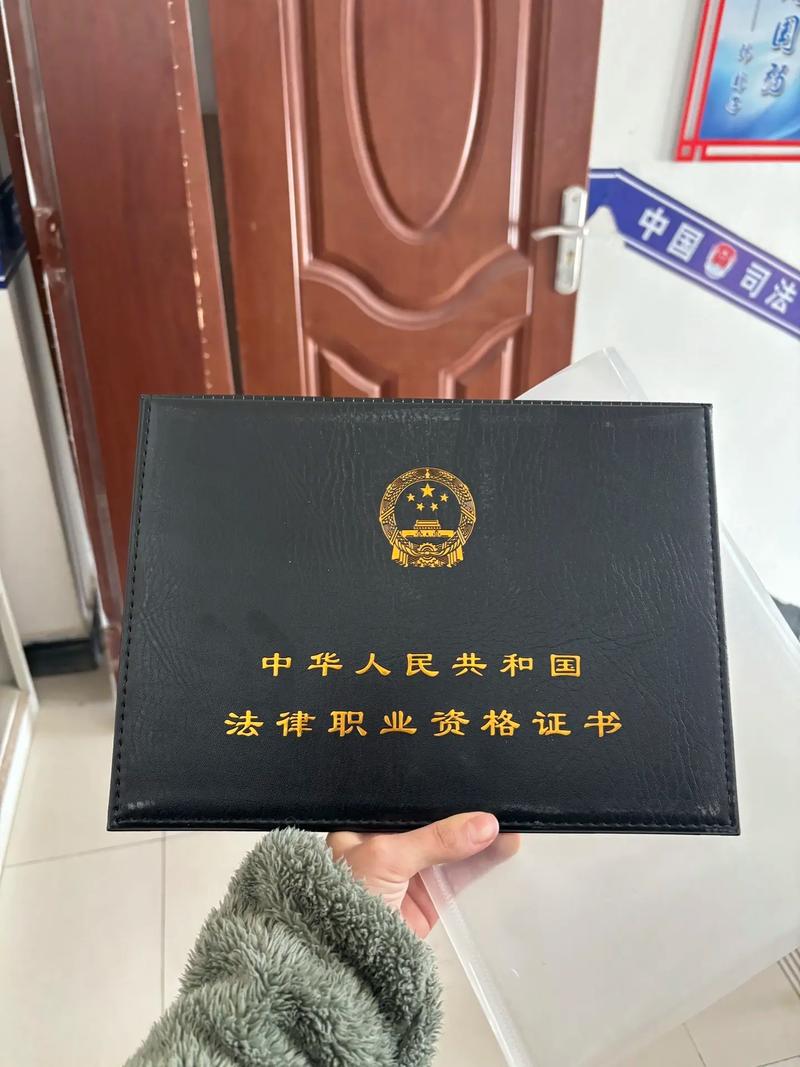 中国司法
中华人民共和国
法律职业资格证书